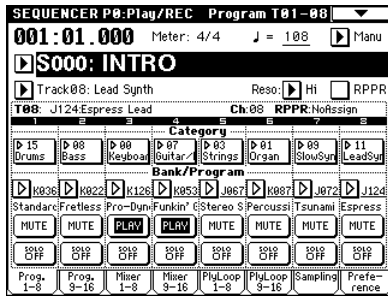 SEQUENCER P0:Play/REC Program T01-08
001:01.000 Meter: 4/4 ♩ = 108 Manu
S000: INTRO
Track08: Lead Synth Reso: Hi RPPR
T08: J124:Espress Lead Ch:08 RPPR:NoAssign
1 2 3 4 5 6 7 8
Category
15 08 00 07 03 01 09 11
Drums Bass Keyboar Guitar/ Strings Organ SlowSyn LeadSyn
Bank/Program
K036 K022 K126 K053 J067 K087 J072 J124
Standard Fretless Pro-Dyn Funkin' G Stereo S Percussi Tsunami Espress
MUTE MUTE PLAY PLAY MUTE MUTE MUTE MUTE
SOLO SOLO SOLO SOLO SOLO SOLO SOLO SOLO
OFF OFF OFF OFF OFF OFF OFF OFF
Prog. Prog. Mixer Mixer PlyLoop PlyLoop Sampling Prefe-
1-8 9-16 1-8 9-16 1-8 9-16 rence